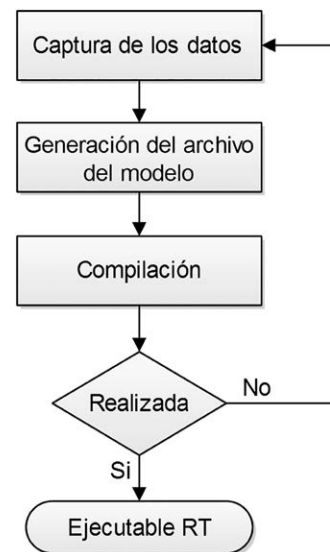 Captura de los datos
Generación del archivo
del modelo
Compilación
Realizada
No
Si
Ejecutable RT